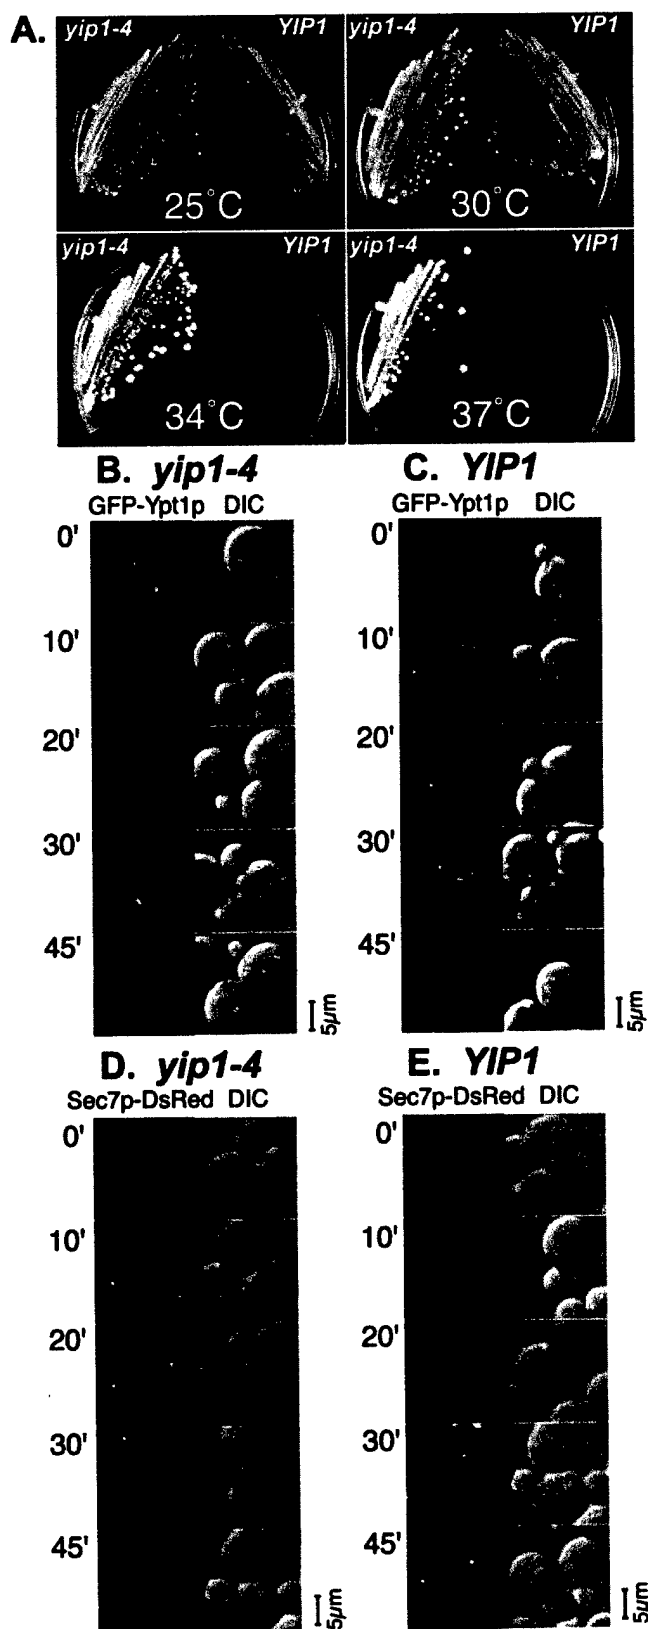 A.
yip1-4 YIP1 yip1-4 YIP1
25°C 30°C
yip1-4 YIP1 yip1-4 YIP1
34°C 37°C
B. yip1-4 C. YIP1
GFP-Ypt1p DIC GFP-Ypt1p DIC
0' 0'
10' 10'
20' 20'
30' 30'
45' 45'
5µm 5µm
D. yip1-4 E. YIP1
Sec7p-DsRed DIC Sec7p-DsRed DIC
0' 0'
10' 10'
20' 20'
30' 30'
45' 45'
5µm 5µm